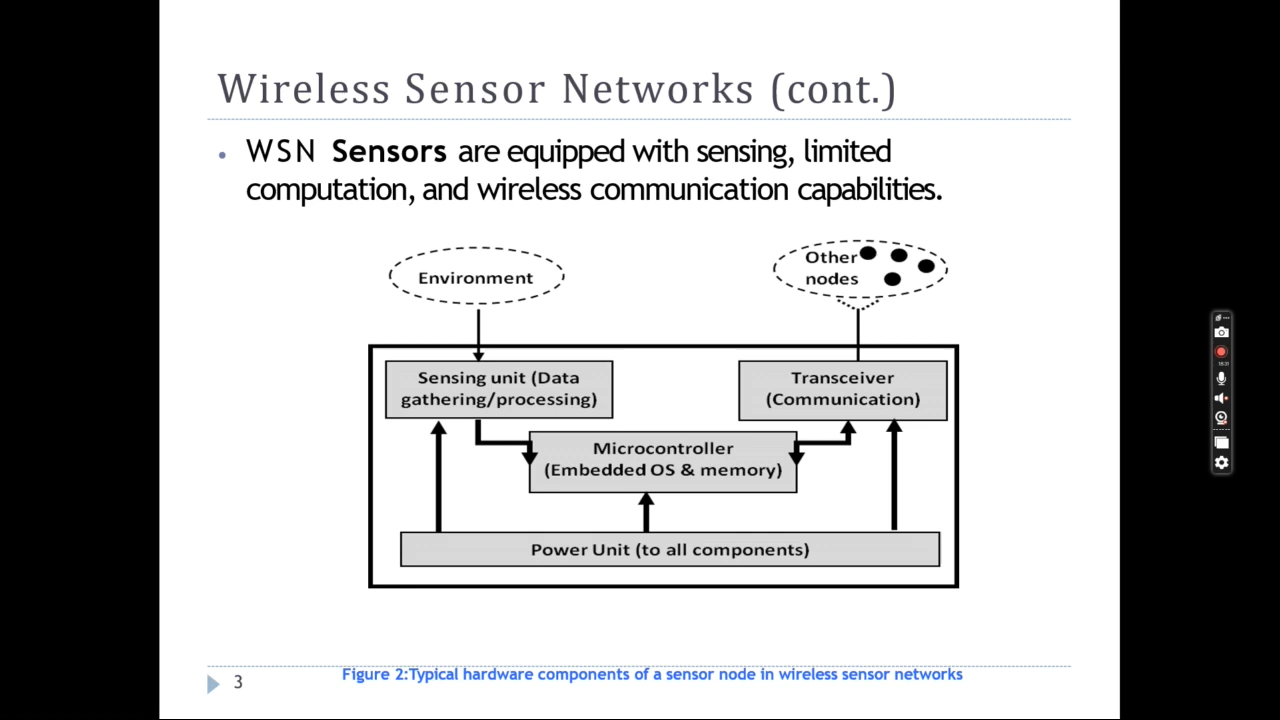 Wireless Sensor Networks (cont.)
• WSN Sensors are equipped with sensing, limited
computation, and wireless communication capabilities.
Environment
Other
nodes
Sensing unit (Data
gathering/processing)
Transceiver
(Communication)
Microcontroller
(Embedded OS & memory)
Power Unit (to all components)
Figure 2:Typical hardware components of a sensor node in wireless sensor networks
3